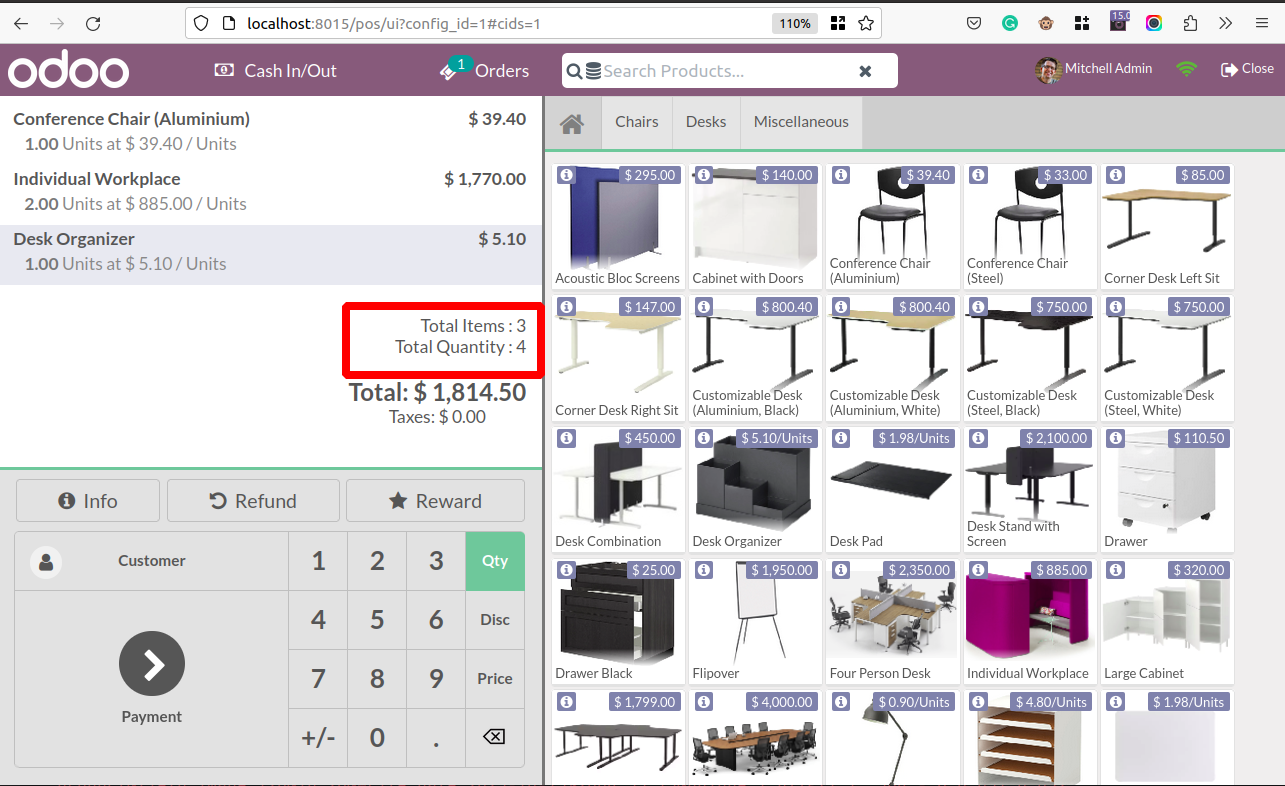 localhost:8015/pos/ui?config_id=1#cids=1
110%
15.0
odoo
Cash In/Out
1
Orders
Search Products...
Mitchell Admin
Close
Conference Chair (Aluminium) $ 39.40
1.00 Units at $ 39.40 / Units
Individual Workplace $ 1,770.00
2.00 Units at $ 885.00 / Units
Desk Organizer $ 5.10
1.00 Units at $ 5.10 / Units
Total Items : 3
Total Quantity : 4
Total: $ 1,814.50
Taxes: $ 0.00
Info
Refund
Reward
Customer
1 2 3 Qty
4 5 6 Disc
7 8 9 Price
+/- 0 .
Payment
Chairs
Desks
Miscellaneous
$ 295.00
Acoustic Bloc Screens
$ 140.00
Cabinet with Doors
$ 39.40
Conference Chair
(Aluminium)
$ 33.00
Conference Chair
(Steel)
$ 85.00
Corner Desk Left Sit
$ 147.00
Corner Desk Right Sit
$ 800.40
Customizable Desk
(Aluminium, Black)
$ 800.40
Customizable Desk
(Aluminium, White)
$ 750.00
Customizable Desk
(Steel, Black)
$ 750.00
Customizable Desk
(Steel, White)
$ 450.00
Desk Combination
$ 5.10/Units
Desk Organizer
$ 1.98/Units
Desk Pad
$ 2,100.00
Desk Stand with
Screen
$ 110.50
Drawer
$ 25.00
Drawer Black
$ 1,950.00
Flipover
$ 2,350.00
Four Person Desk
$ 885.00
Individual Workplace
$ 320.00
Large Cabinet
$ 1,799.00
$ 4,000.00
$ 0.90/Units
$ 4.80/Units
$ 1.98/Units